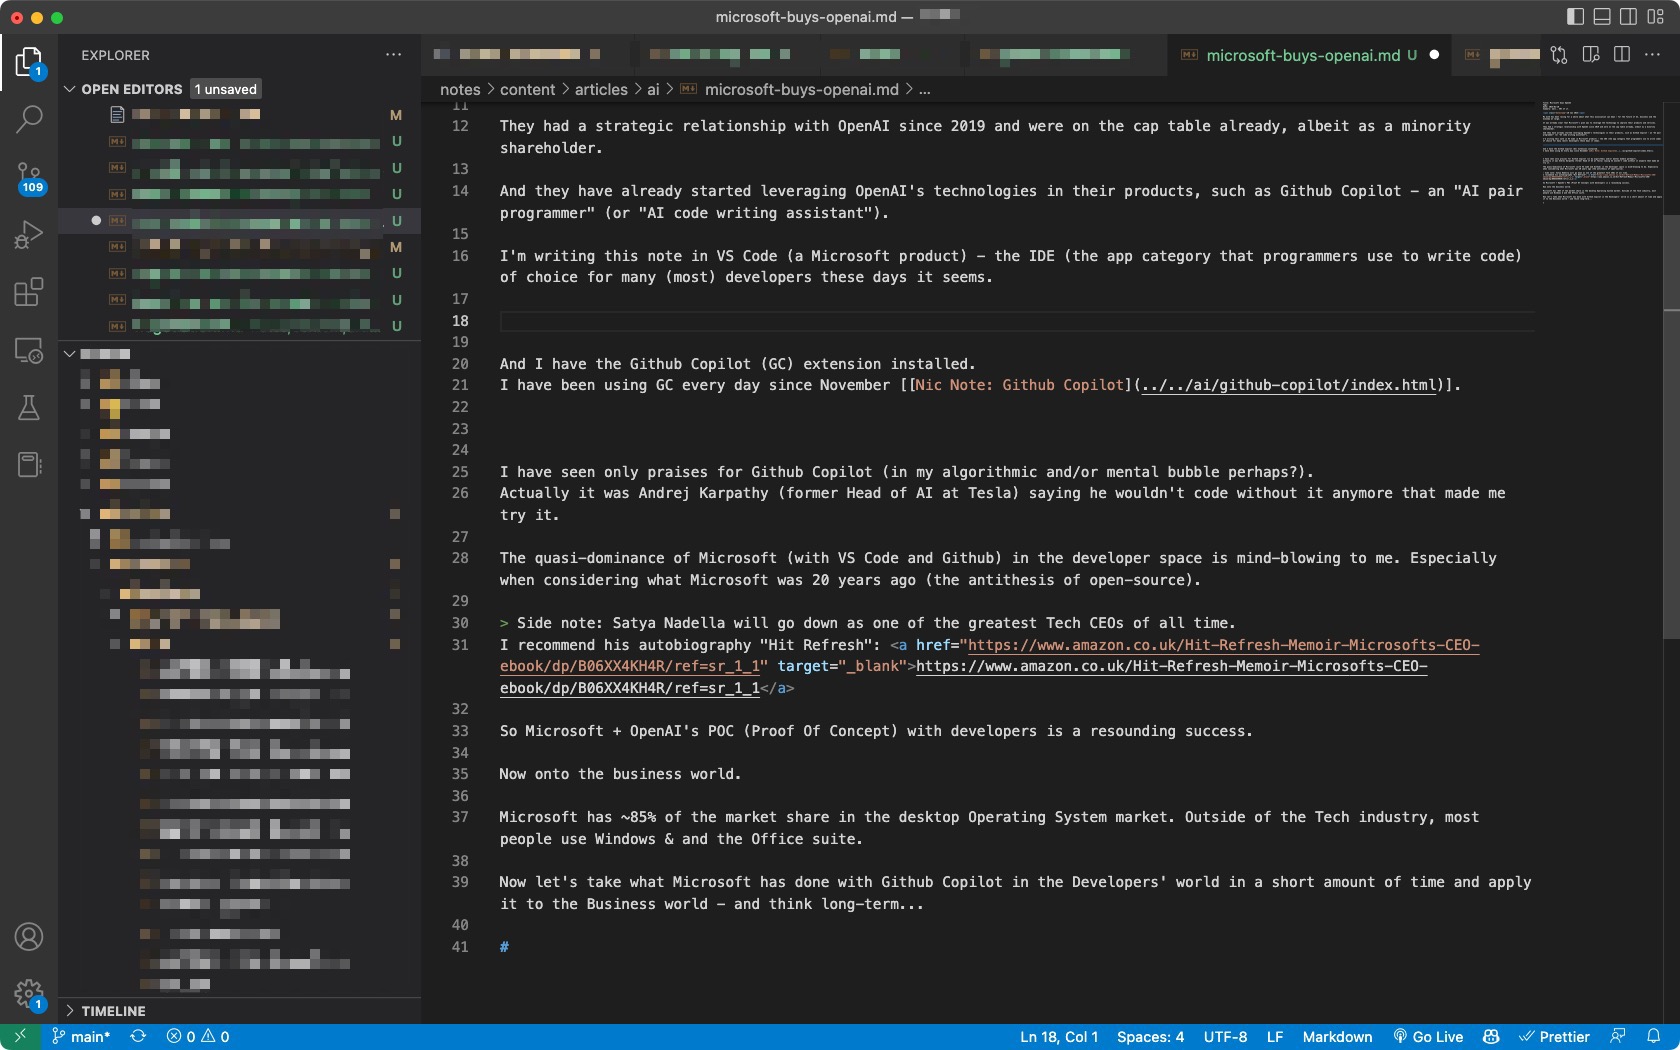 microsoft-buys-openai.md —
EXPLORER
OPEN EDITORS 1 unsaved
M
U
U
U
U
M
U
U
U
TIMELINE
1
109
1
microsoft-buys-openai.md U
notes > content > articles > ai > microsoft-buys-openai.md > ...
11
12 They had a strategic relationship with OpenAI since 2019 and were on the cap table already, albeit as a minority
shareholder.
13
14 And they have already started leveraging OpenAI's technologies in their products, such as Github Copilot – an "AI pair
programmer" (or "AI code writing assistant").
15
16 I'm writing this note in VS Code (a Microsoft product) – the IDE (the app category that programmers use to write code)
of choice for many (most) developers these days it seems.
17
18
19
20 And I have the Github Copilot (GC) extension installed.
21 I have been using GC every day since November [[Nic Note: Github Copilot](../../ai/github-copilot/index.html)].
22
23
24
25 I have seen only praises for Github Copilot (in my algorithmic and/or mental bubble perhaps?).
26 Actually it was Andrej Karpathy (former Head of AI at Tesla) saying he wouldn't code without it anymore that made me
try it.
27
28 The quasi-dominance of Microsoft (with VS Code and Github) in the developer space is mind-blowing to me. Especially
when considering what Microsoft was 20 years ago (the antithesis of open-source).
29
30 > Side note: Satya Nadella will go down as one of the greatest Tech CEOs of all time.
31 I recommend his autobiography "Hit Refresh": <a href="https://www.amazon.co.uk/Hit-Refresh-Memoir-Microsofts-CEO-
ebook/dp/B06XX4KH4R/ref=sr_1_1" target="_blank">https://www.amazon.co.uk/Hit-Refresh-Memoir-Microsofts-CEO-
ebook/dp/B06XX4KH4R/ref=sr_1_1</a>
32
33 So Microsoft + OpenAI's POC (Proof Of Concept) with developers is a resounding success.
34
35 Now onto the business world.
36
37 Microsoft has ~85% of the market share in the desktop Operating System market. Outside of the Tech industry, most
people use Windows & and the Office suite.
38
39 Now let's take what Microsoft has done with Github Copilot in the Developers' world in a short amount of time and apply
it to the Business world – and think long-term...
40
41 #
main* 0 0 Ln 18, Col 1 Spaces: 4 UTF-8 LF Markdown Go Live Prettier